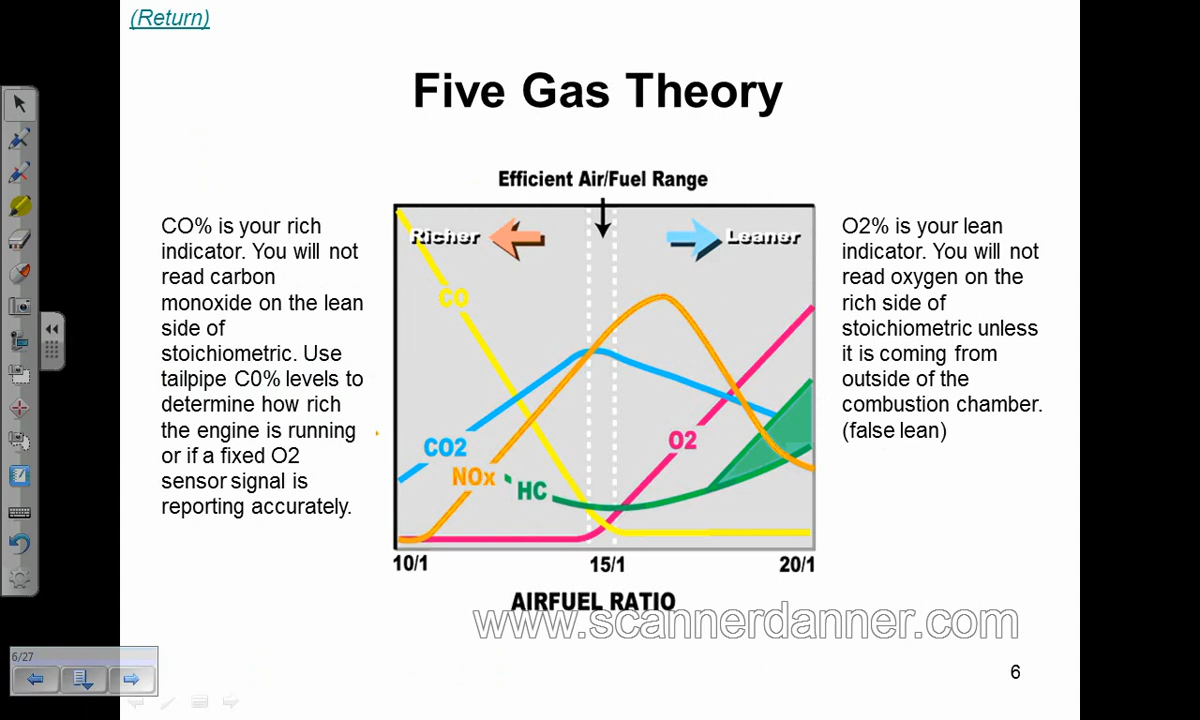 (Return)
Five Gas Theory
Efficient Air/Fuel Range
CO% is your rich
indicator. You will not
read carbon
monoxide on the lean
side of
stoichiometric. Use
tailpipe C0% levels to
determine how rich
the engine is running
or if a fixed O2
sensor signal is
reporting accurately.
Richer
Leaner
CO
CO2
NOx
HC
O2
10/1
15/1
20/1
AIRFUEL RATIO
O2% is your lean
indicator. You will not
read oxygen on the
rich side of
stoichiometric unless
it is coming from
outside of the
combustion chamber.
(false lean)
www.scannerdanner.com
6/27
6